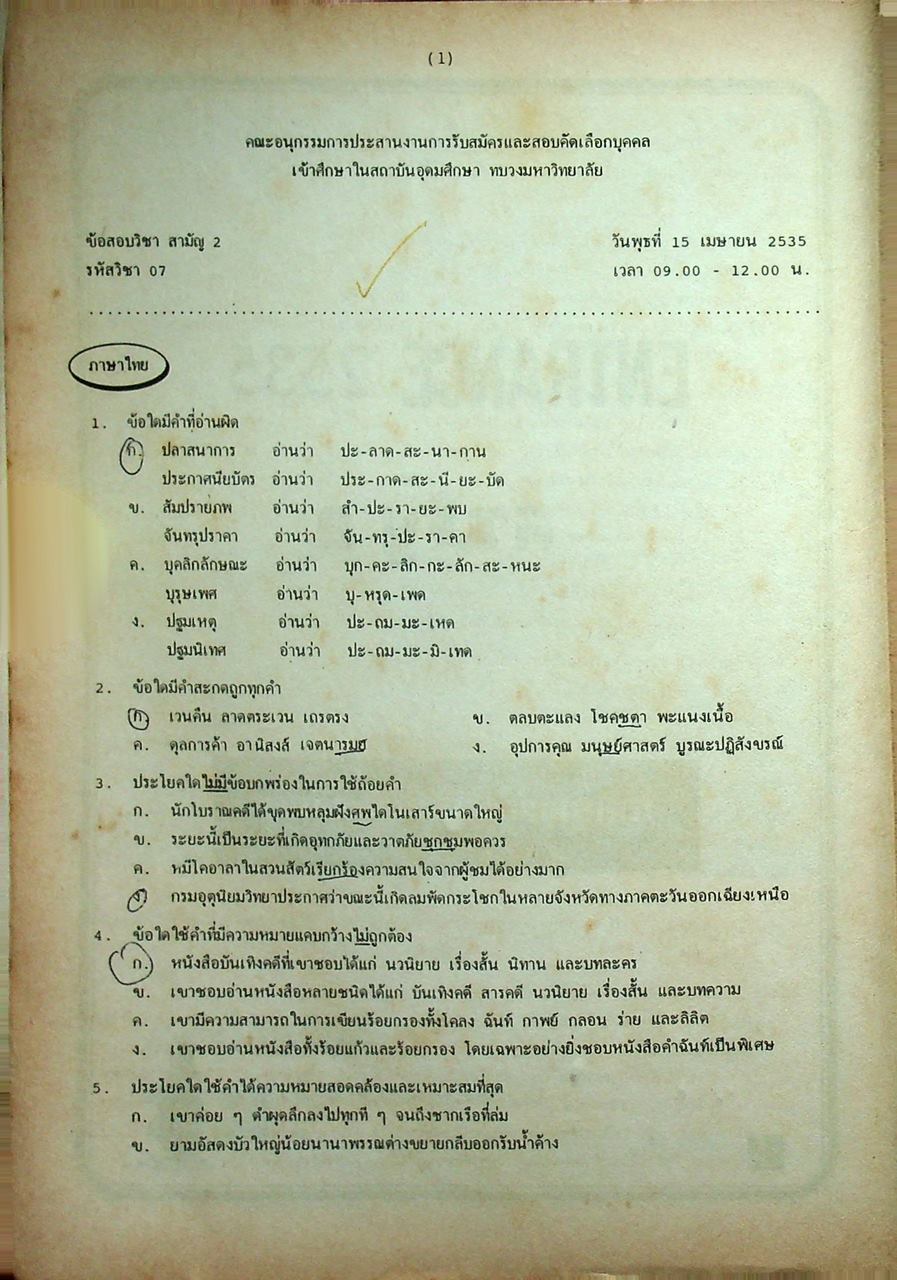 (1)
คณะอนุกรรมการประสานงานการรับสมัครและสอบคัดเลือกบุคคล
เข้าศึกษาในสถาบันอุดมศึกษา ทบวงมหาวิทยาลัย
ข้อสอบวิชา สามัญ 2 วันพุธที่ 15 เมษายน 2535
รหัสวิชา 07 เวลา 09.00 - 12.00 น.
ภาษาไทย
1. ข้อใดมีคำที่อ่านผิด
ก. ปลาสนาการ อ่านว่า ปะ-ลาด-สะ-นา-กาน
ประกาศนียบัตร อ่านว่า ประ-กาด-สะ-นี-ยะ-บัด
ข. สัมปรายภพ อ่านว่า สำ-ปะ-รา-ยะ-พบ
จันทรุปราคา อ่านว่า จัน-ทรุ-ปะ-รา-คา
ค. บุคลิกลักษณะ อ่านว่า บุก-คะ-ลิก-กะ-ลัก-สะ-หนะ
บุรุษเพศ อ่านว่า บุ-หรุด-เพด
ง. ปฐมเหตุ อ่านว่า ปะ-ถม-มะ-เหด
ปฐมนิเทศ อ่านว่า ปะ-ถม-มะ-มิ-เทด
2. ข้อใดมีคำสะกดถูกทุกคำ
ก. เวนคืน ลาดตระเวน เถรตรง ข. ตลบตะแลง โชคชตา พะแนงเนื้อ
ค. ดุลการค้า อานิสงส์ เจตนารมย์ ง. อุปการคุณ มนุษย์ศาสตร์ บูรณะปฏิสังขรณ์
3. ประโยคใดไม่มีข้อบกพร่องในการใช้ถ้อยคำ
ก. นักโบราณคดีได้ขุดพบหลุมฝังศพไดโนเสาร์ขนาดใหญ่
ข. ระยะนี้เป็นระยะที่เกิดอุทกภัยและวาตภัยชุกชุมพอควร
ค. หมีโคอาลาในสวนสัตว์เรียกร้องความสนใจจากผู้ชมได้อย่างมาก
ง. กรมอุตุนิยมวิทยาประกาศว่าขณะนี้เกิดลมพัดกระโชกในหลายจังหวัดทางภาคตะวันออกเฉียงเหนือ
4. ข้อใดใช้คำที่มีความหมายแคบกว้างไม่ถูกต้อง
ก. หนังสือบันเทิงคดีที่เขาชอบได้แก่ นวนิยาย เรื่องสั้น นิทาน และบทละคร
ข. เขาชอบอ่านหนังสือหลายชนิดได้แก่ บันเทิงคดี สารคดี นวนิยาย เรื่องสั้น และบทความ
ค. เขามีความสามารถในการเขียนร้อยกรองทั้งโคลง ฉันท์ กาพย์ กลอน ร่าย และลิลิต
ง. เขาชอบอ่านหนังสือทั้งร้อยแก้วและร้อยกรอง โดยเฉพาะอย่างยิ่งชอบหนังสือคำฉันท์เป็นพิเศษ
5. ประโยคใดใช้คำได้ความหมายสอดคล้องและเหมาะสมที่สุด
ก. เขาค่อย ๆ ดำผุดลึกลงไปทุกที ๆ จนถึงซากเรือที่ล่ม
ข. ยามอัสดงบัวใหญ่น้อยนานาพรรณต่างขยายกลีบออกรับน้ำค้าง